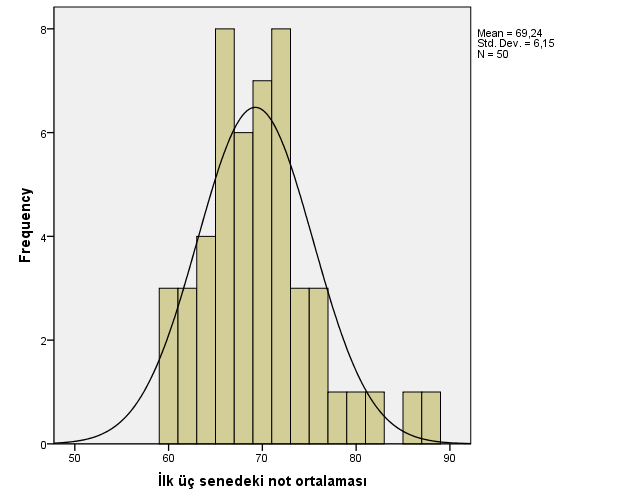 Mean = 69,24
Std. Dev. = 6,15
N = 50
8
6
4
2
0
Frequency
50 60 70 80 90
İlk üç senedeki not ortalaması